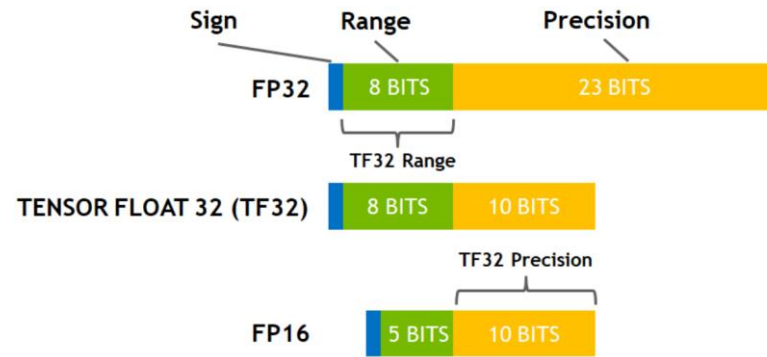 Sign Range Precision
FP32 8 BITS 23 BITS
TF32 Range
TENSOR FLOAT 32 (TF32) 8 BITS 10 BITS
TF32 Precision
FP16 5 BITS 10 BITS